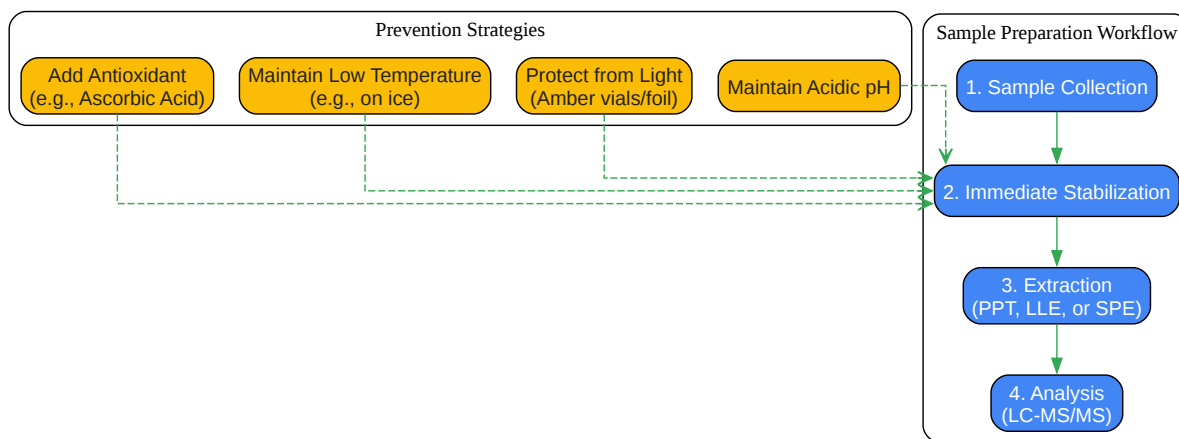 Prevention Strategies
Add Antioxidant
(e.g., Ascorbic Acid)
Maintain Low Temperature
(e.g., on ice)
Protect from Light
(Amber vials/foil)
Maintain Acidic pH
Sample Preparation Workflow
1. Sample Collection
2. Immediate Stabilization
3. Extraction
(PPT, LLE, or SPE)
4. Analysis
(LC-MS/MS)